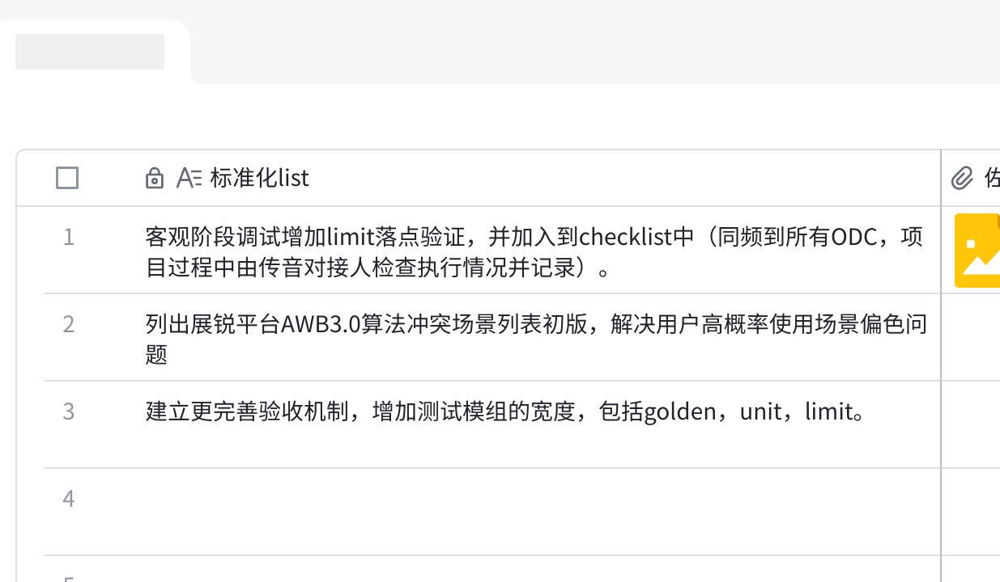 标准化list
佐
1
客观阶段调试增加limit落点验证，并加入到checklist中（同频到所有ODC，项
目过程中由传音对接人检查执行情况并记录）。
2
列出展锐平台AWB3.0算法冲突场景列表初版，解决用户高概率使用场景偏色问
题
3
建立更完善验收机制，增加测试模组的宽度，包括golden，unit，limit。
4